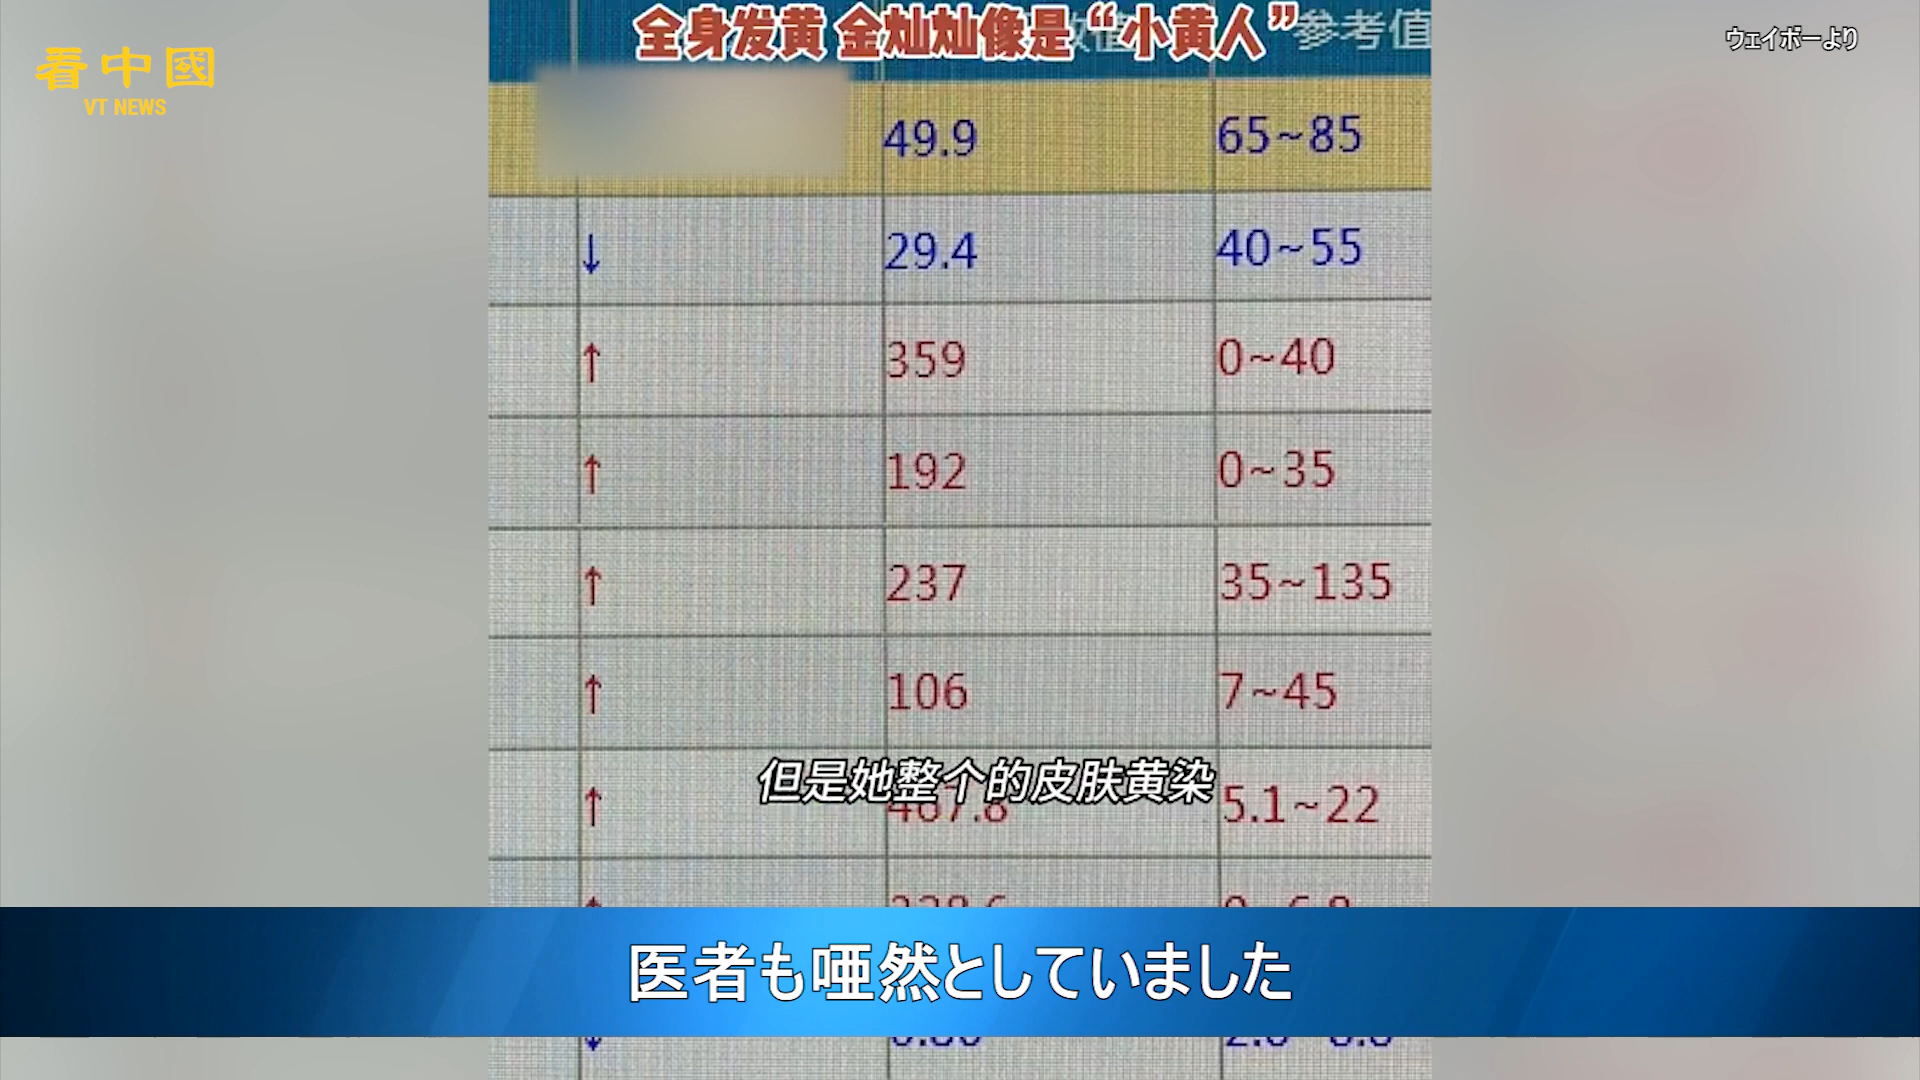 全身发黄 金灿灿像是“小黄人”
参考值
ウェイボーより
看中國
VT NEWS
49.9 65~85
↓ 29.4 40~55
↑ 359 0~40
↑ 192 0~35
↑ 237 35~135
↑ 106 7~45
但是她整个的皮肤黄染
↑ 467.8 5.1~22
医者も唖然としていました